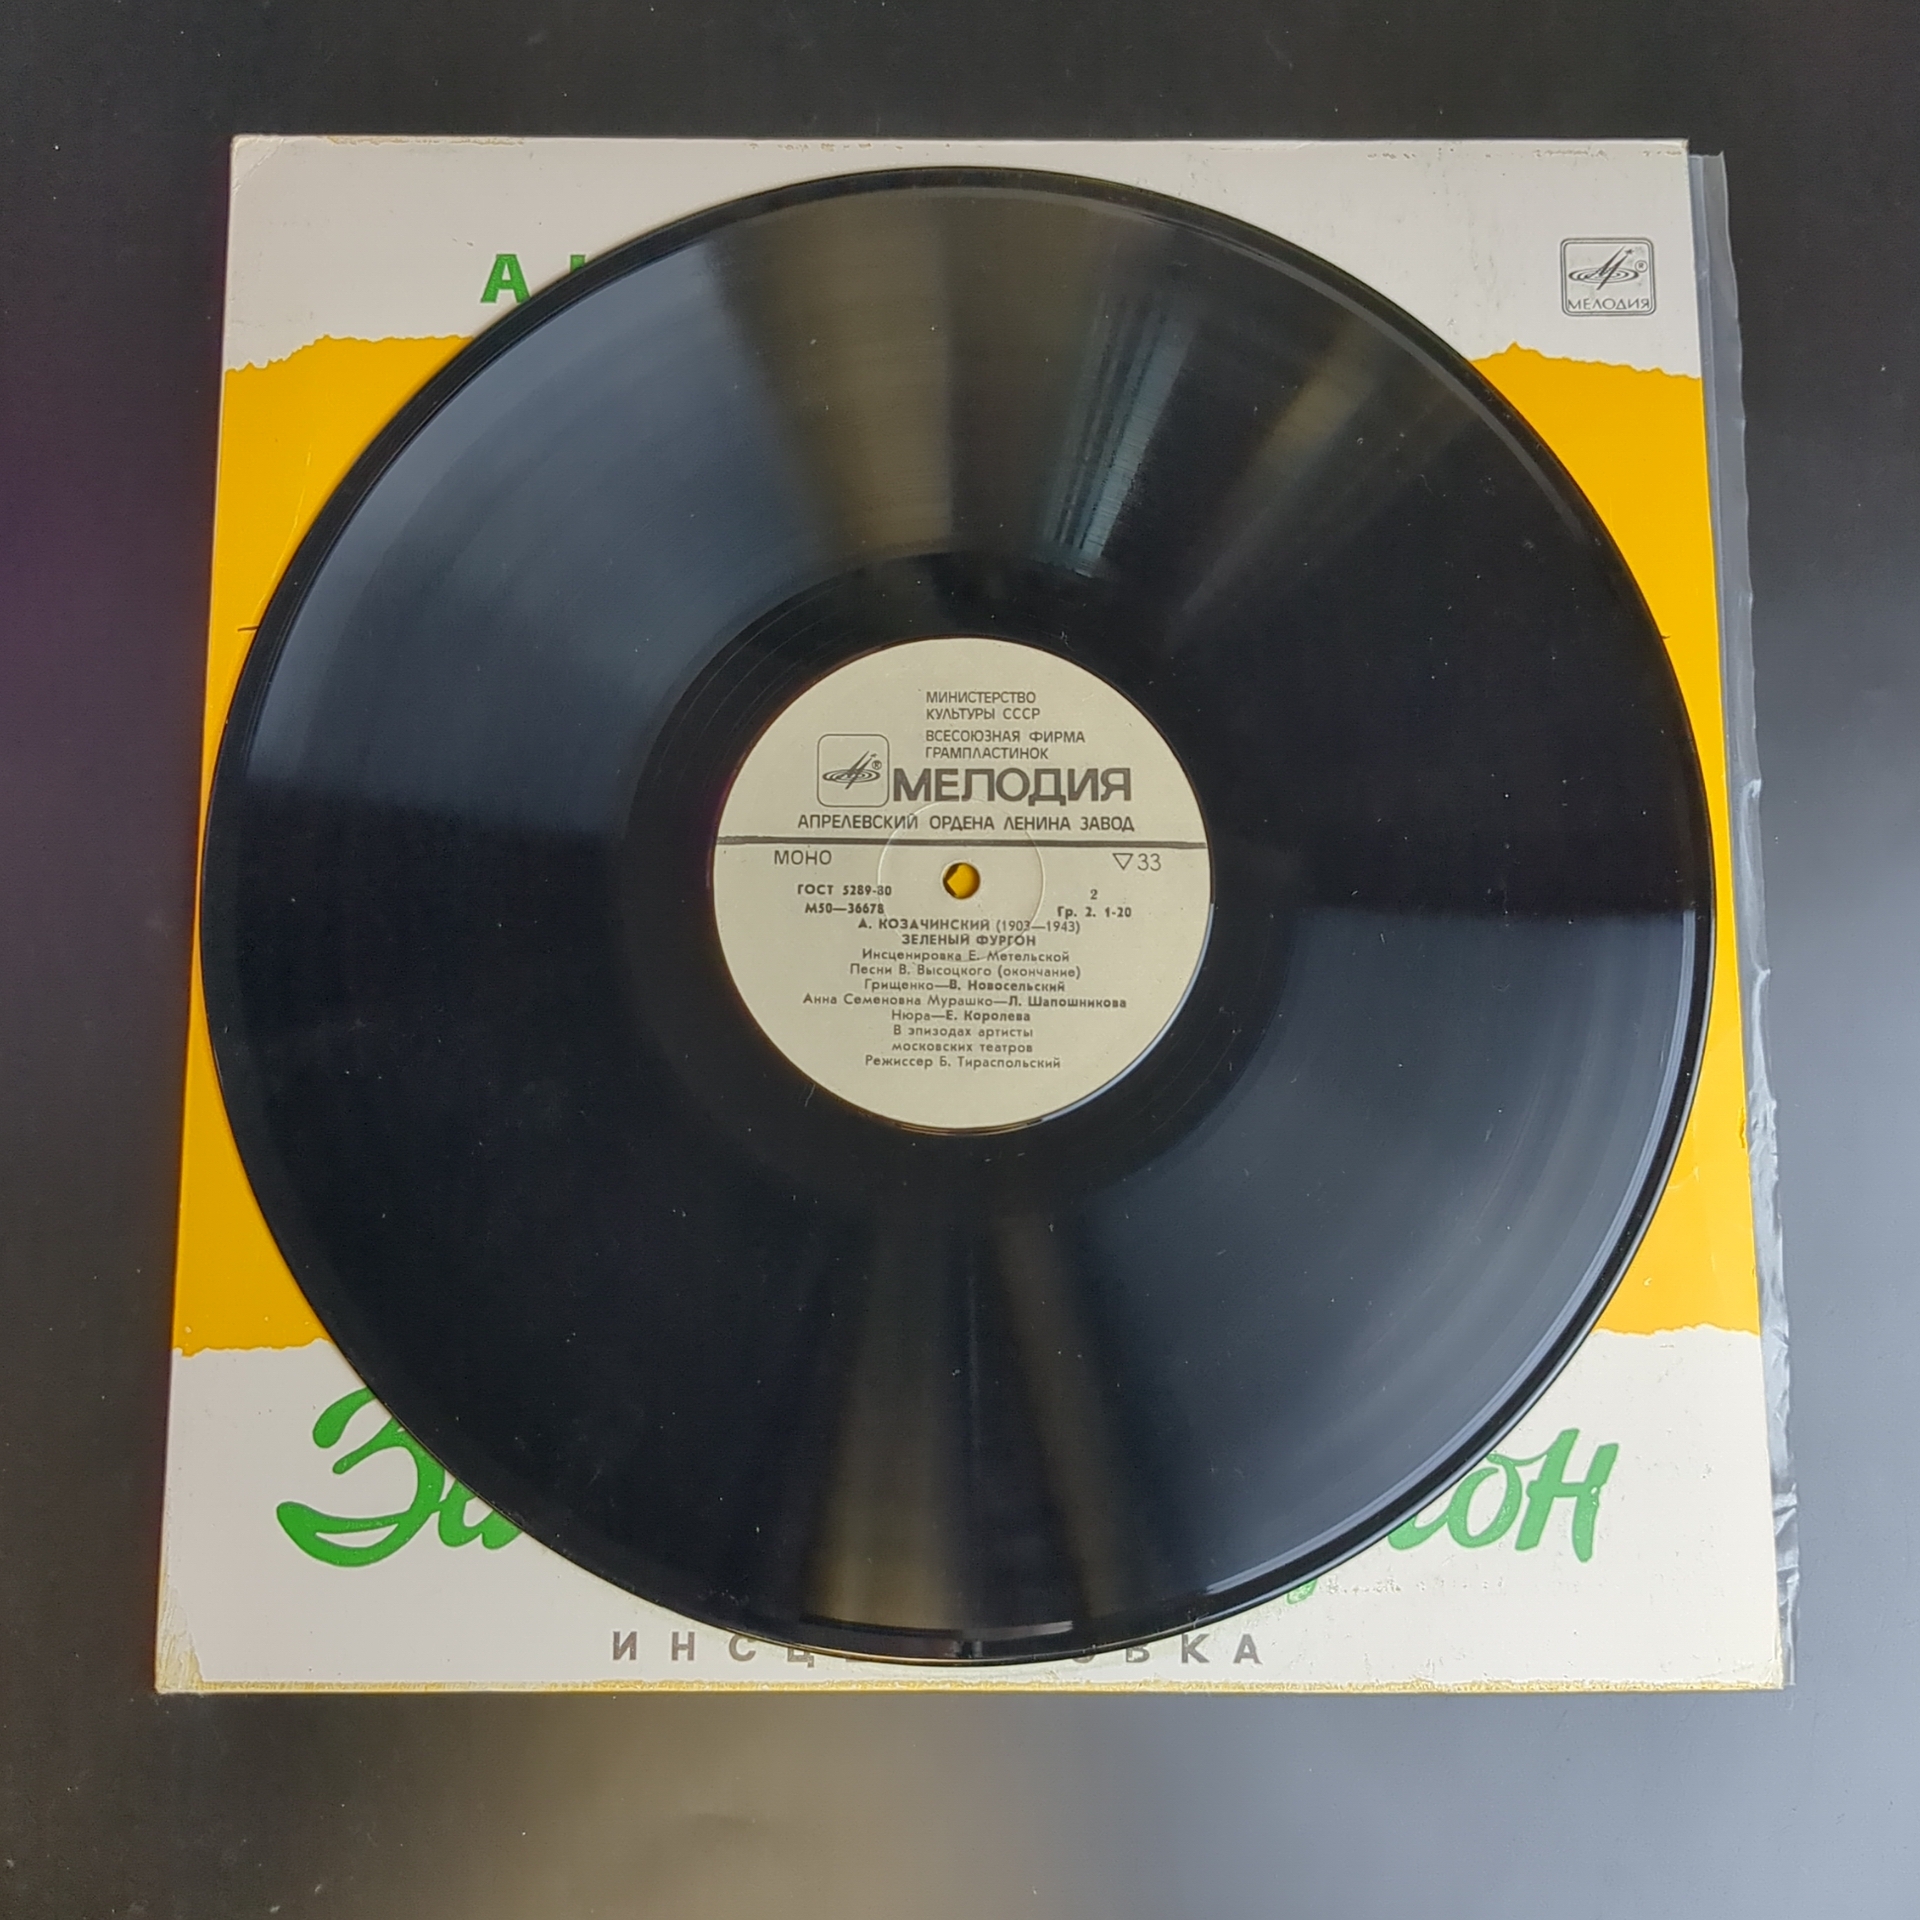 А
МЕЛОДИЯ
МИНИСТЕРСТВО
КУЛЬТУРЫ СССР
ВСЕСОЮЗНАЯ ФИРМА
ГРАМПЛАСТИНОК
МЕЛОДИЯ
АПРЕЛЕВСКИЙ ОРДЕНА ЛЕНИНА ЗАВОД
МОНО ▽33
ГОСТ 5289-80 2
М50—36678 Гр. 2. 1-20
А. КОЗАЧИНСКИЙ (1903—1943)
ЗЕЛЕНЫЙ ФУРГОН
Инсценировка Е. Метельской
Песни В. Высоцкого (окончание)
Грищенко—В. Новосельский
Анна Семеновна Мурашко—Л. Шапошникова
Нюра—Е. Королева
В эпизодах артисты
московских театров
Режиссер Б. Тираспольский